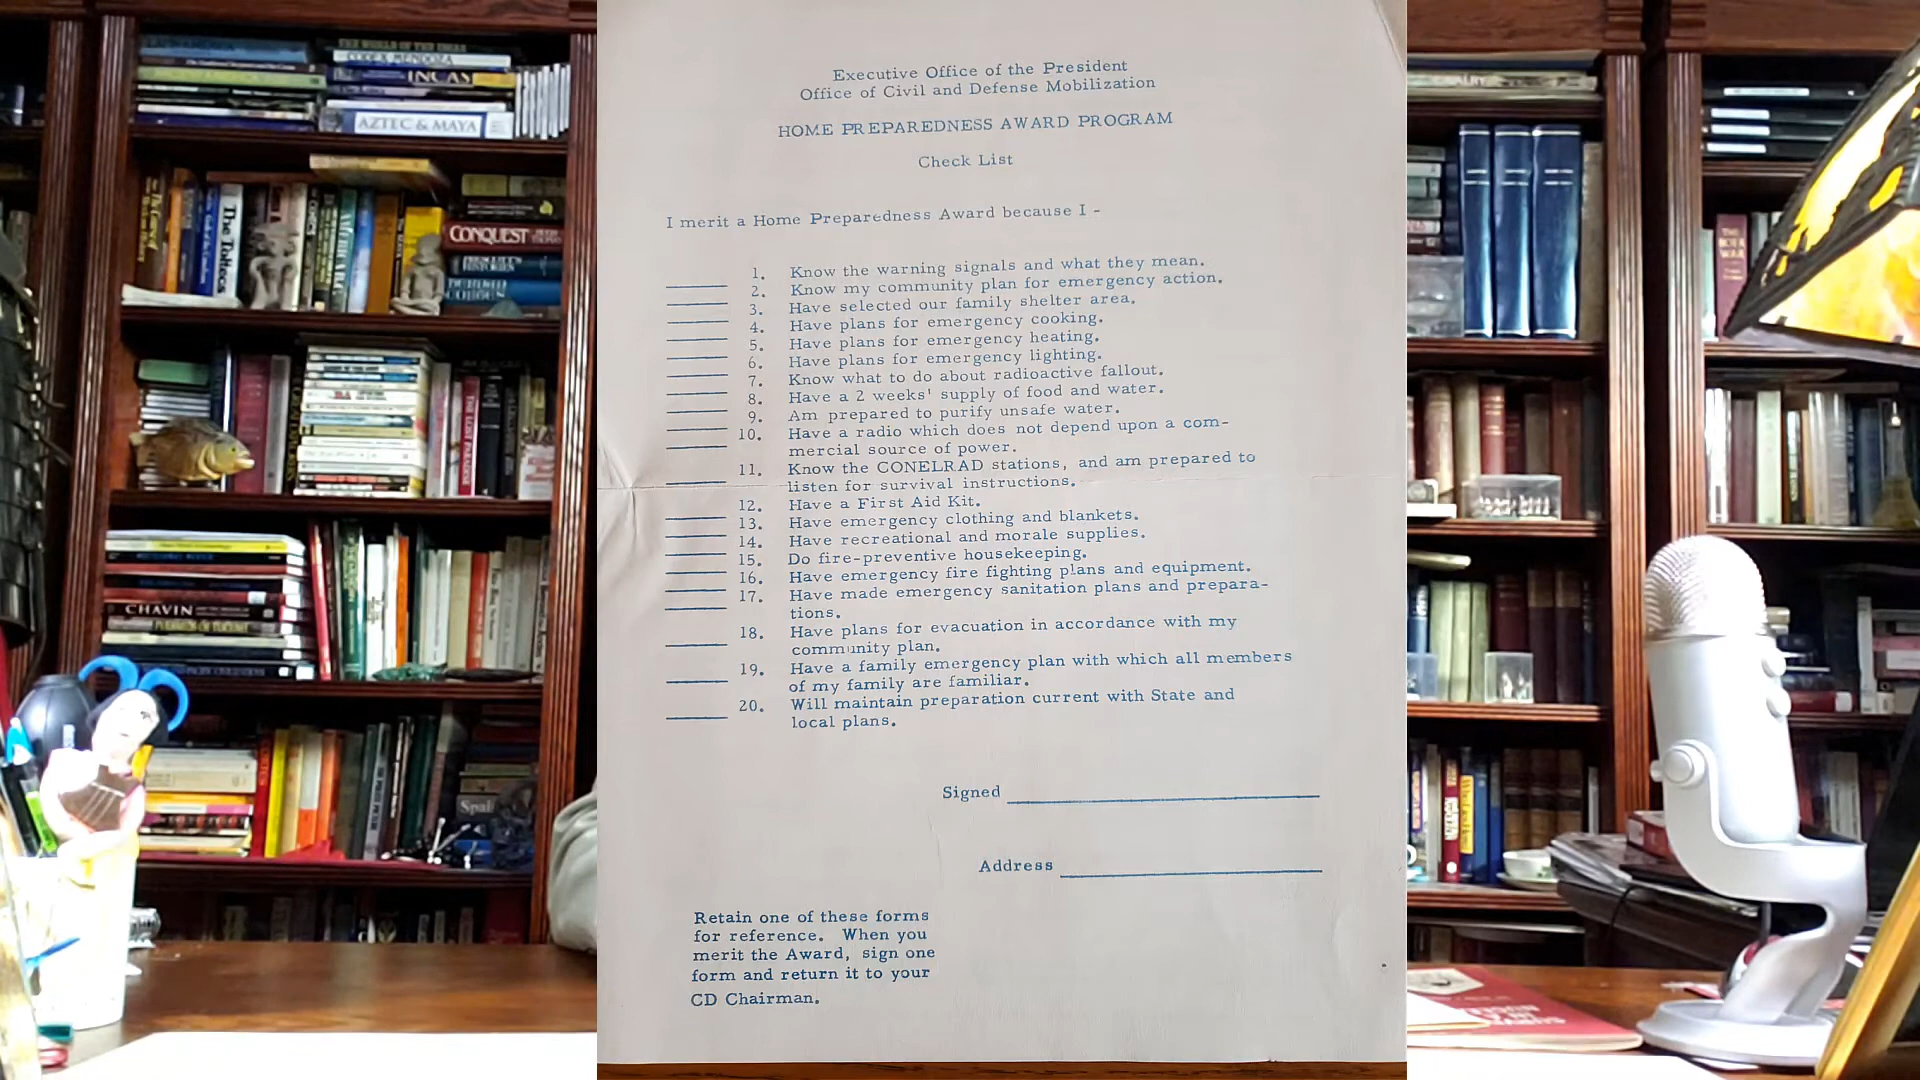 Executive Office of the President
Office of Civil and Defense Mobilization
HOME PREPAREDNESS AWARD PROGRAM
Check List
I merit a Home Preparedness Award because I -
1. Know the warning signals and what they mean.
2. Know my community plan for emergency action.
3. Have selected our family shelter area.
4. Have plans for emergency cooking.
5. Have plans for emergency heating.
6. Have plans for emergency lighting.
7. Know what to do about radioactive fallout.
8. Have a 2 weeks' supply of food and water.
9. Am prepared to purify unsafe water.
10. Have a radio which does not depend upon a com-
mercial source of power.
11. Know the CONELRAD stations, and am prepared to
listen for survival instructions.
12. Have a First Aid Kit.
13. Have emergency clothing and blankets.
14. Have recreational and morale supplies.
15. Do fire-preventive housekeeping.
16. Have emergency fire fighting plans and equipment.
17. Have made emergency sanitation plans and prepara-
tions.
18. Have plans for evacuation in accordance with my
community plan.
19. Have a family emergency plan with which all members
of my family are familiar.
20. Will maintain preparation current with State and
local plans.
Signed
Address
Retain one of these forms
for reference. When you
merit the Award, sign one
form and return it to your
CD Chairman.
CODEX MENDOZA
INCAS
AZTEC & MAYA
The Toltecs
CONQUEST
CHAVIN